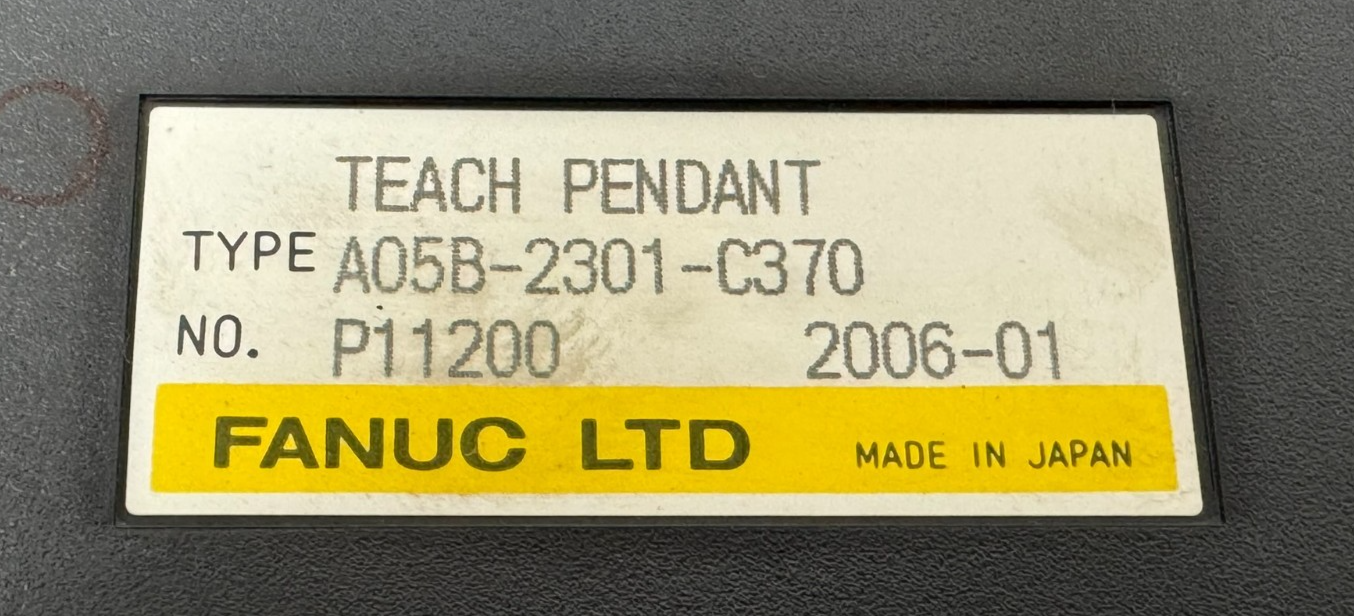 TEACH PENDANT
TYPE A05B-2301-C370
NO. P11200 2006-01
FANUC LTD MADE IN JAPAN